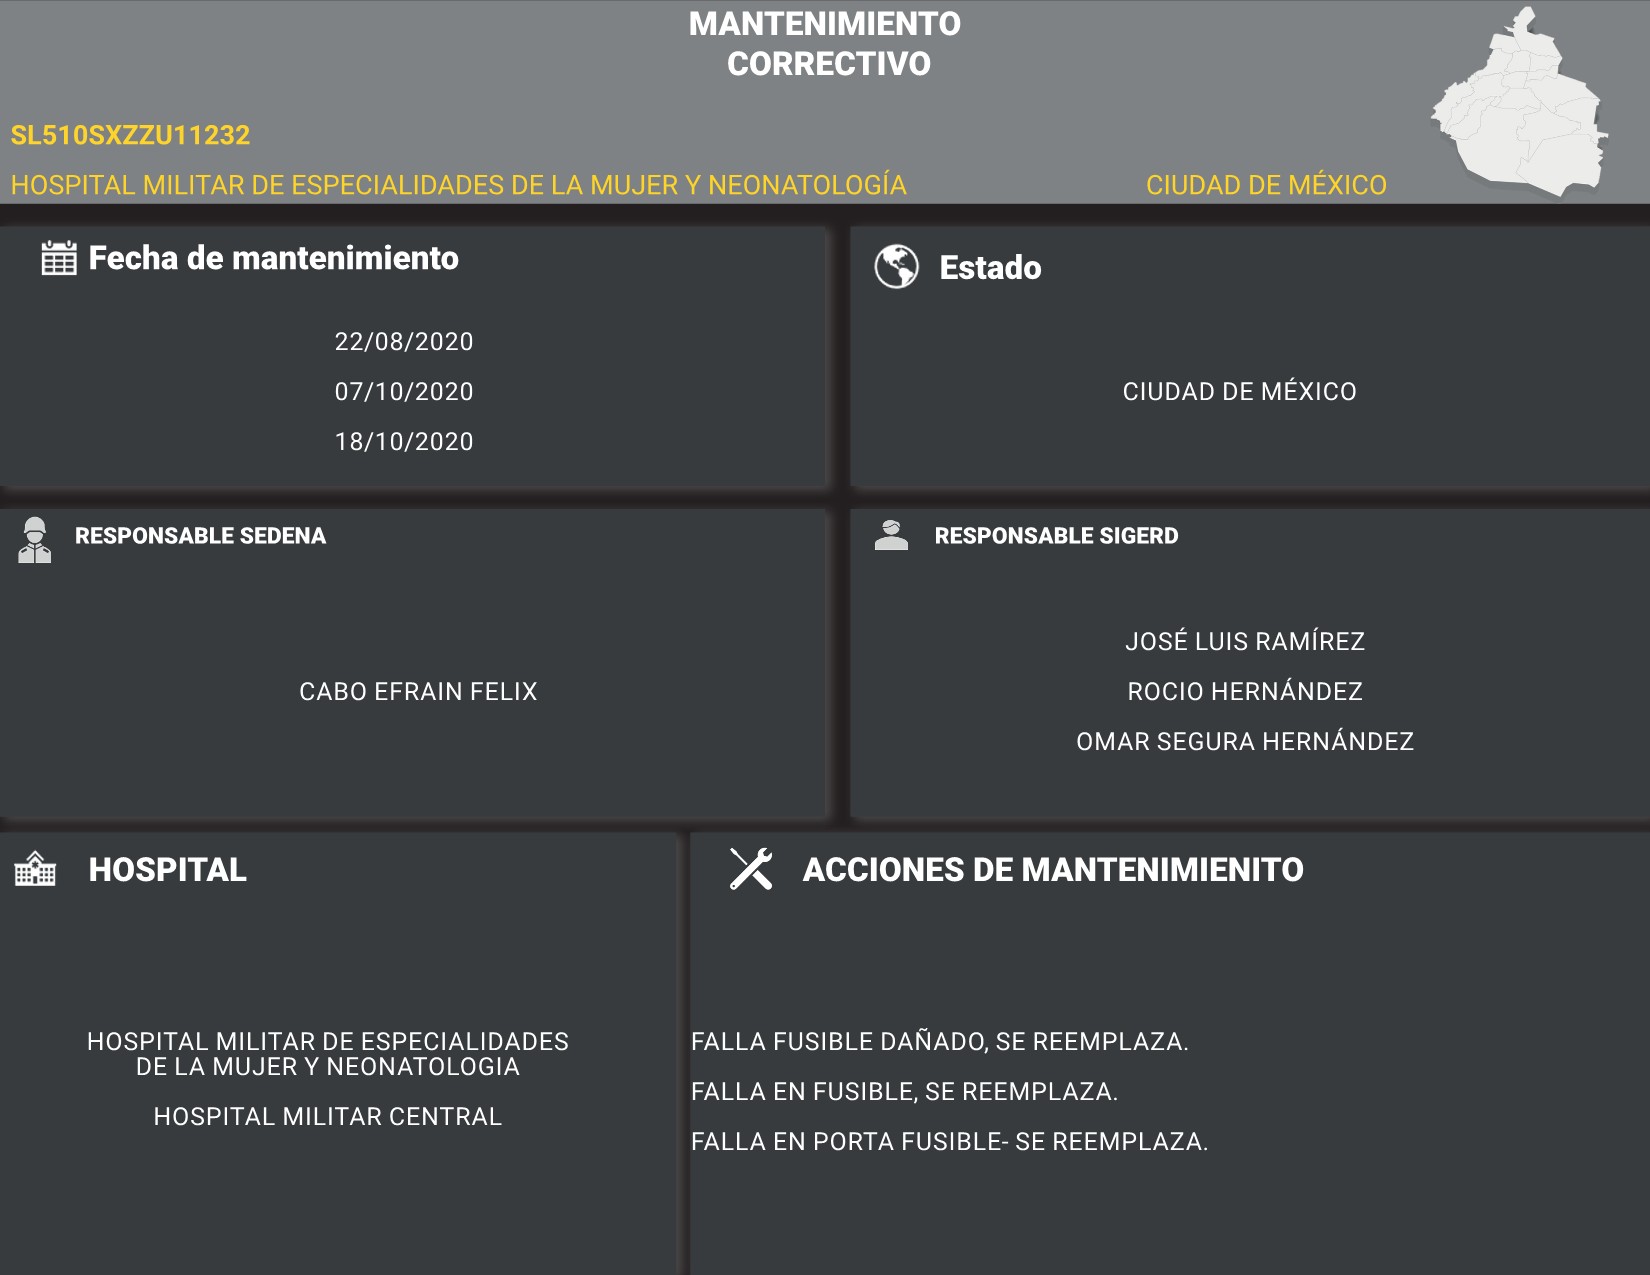 MANTENIMIENTO
CORRECTIVO
SL510SXZZU11232
HOSPITAL MILITAR DE ESPECIALIDADES DE LA MUJER Y NEONATOLOGÍA
CIUDAD DE MÉXICO
Fecha de mantenimiento
22/08/2020
07/10/2020
18/10/2020
Estado
CIUDAD DE MÉXICO
RESPONSABLE SEDENA
CABO EFRAIN FELIX
RESPONSABLE SIGERD
JOSÉ LUIS RAMÍREZ
ROCIO HERNÁNDEZ
OMAR SEGURA HERNÁNDEZ
HOSPITAL
HOSPITAL MILITAR DE ESPECIALIDADES
DE LA MUJER Y NEONATOLOGIA
HOSPITAL MILITAR CENTRAL
ACCIONES DE MANTENIMIENITO
FALLA FUSIBLE DAÑADO, SE REEMPLAZA.
FALLA EN FUSIBLE, SE REEMPLAZA.
FALLA EN PORTA FUSIBLE- SE REEMPLAZA.